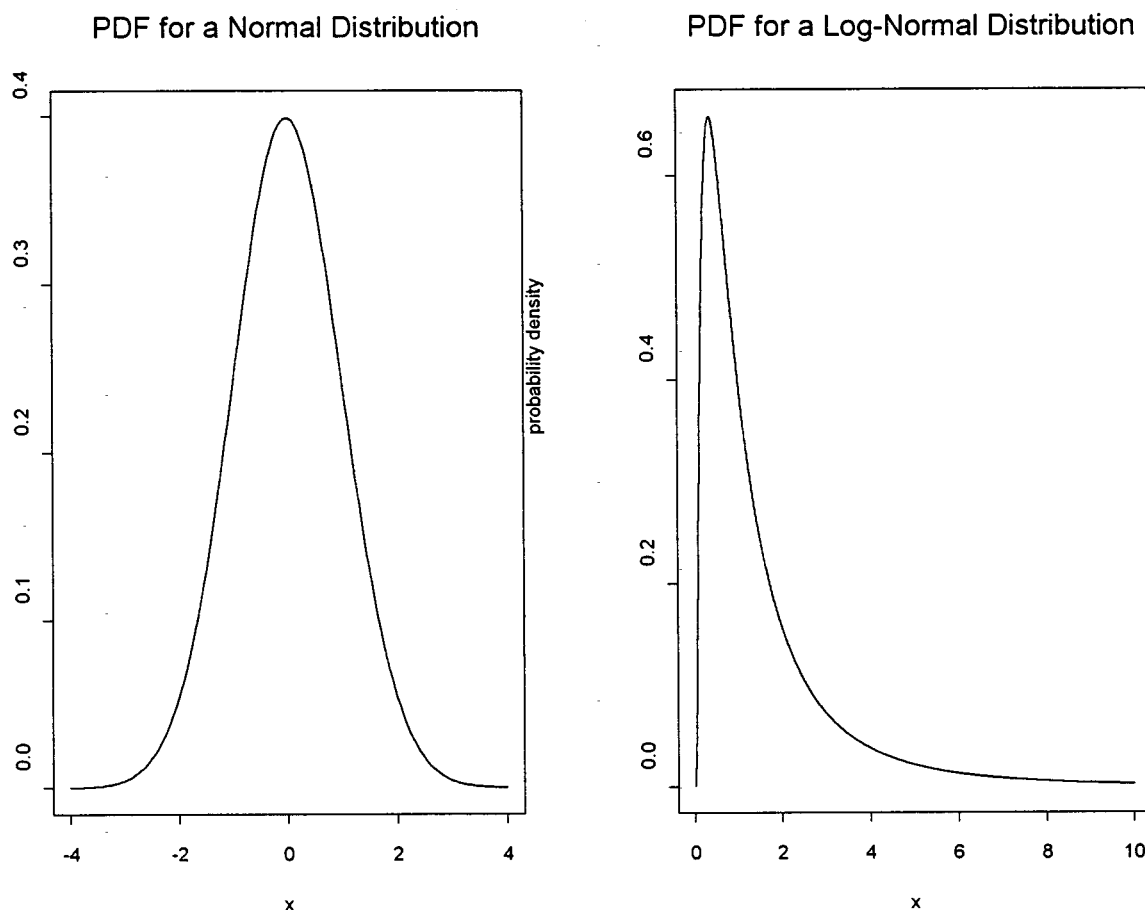 PDF for a Normal Distribution
0.4
0.3
0.2
0.1
0.0
-4 -2 0 2 4
x
PDF for a Log-Normal Distribution
probability density
0.6
0.4
0.2
0.0
0 2 4 6 8 10
x